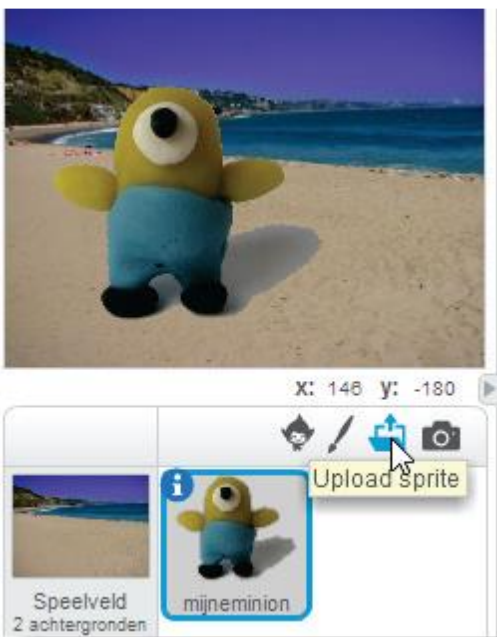 x: 146 y: -180
Upload sprite
Speelveld
2 achtergronden
mijneminion